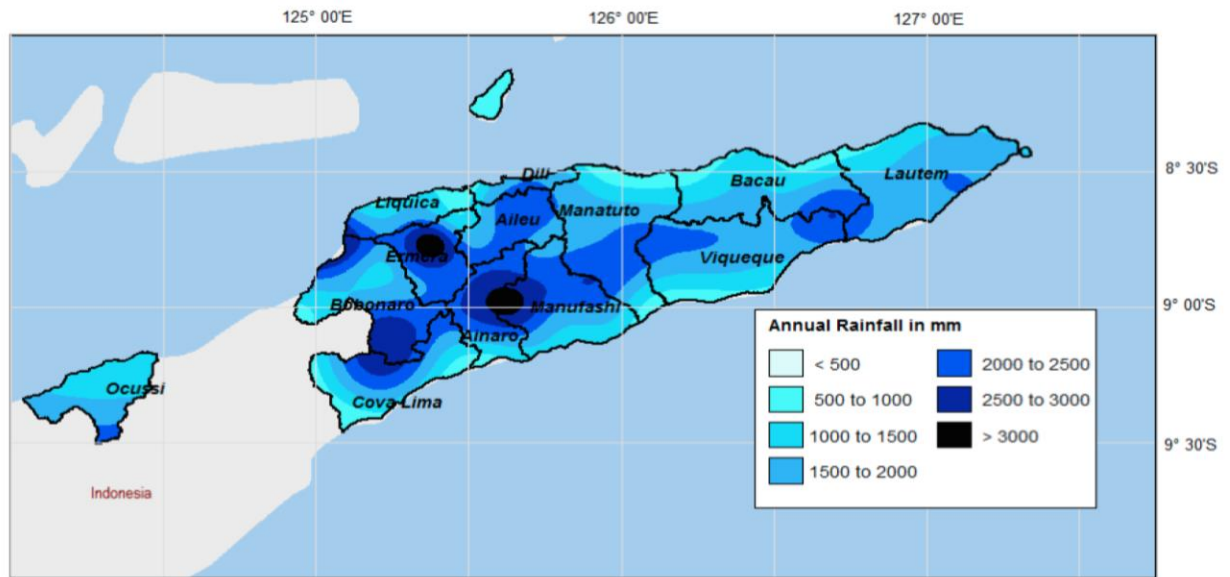 125° 00'E 126° 00'E 127° 00'E
8° 30'S
Dili
Lautem
Bacau
Liquica
Manatuto
Aileu
Ermera
Viqueque
9° 00'S
Bobonaro
Manufashi
Ainaro
Annual Rainfall in mm
< 500
500 to 1000
1000 to 1500
1500 to 2000
2000 to 2500
2500 to 3000
> 3000
Ocussi
Cova Lima
9° 30'S
Indonesia